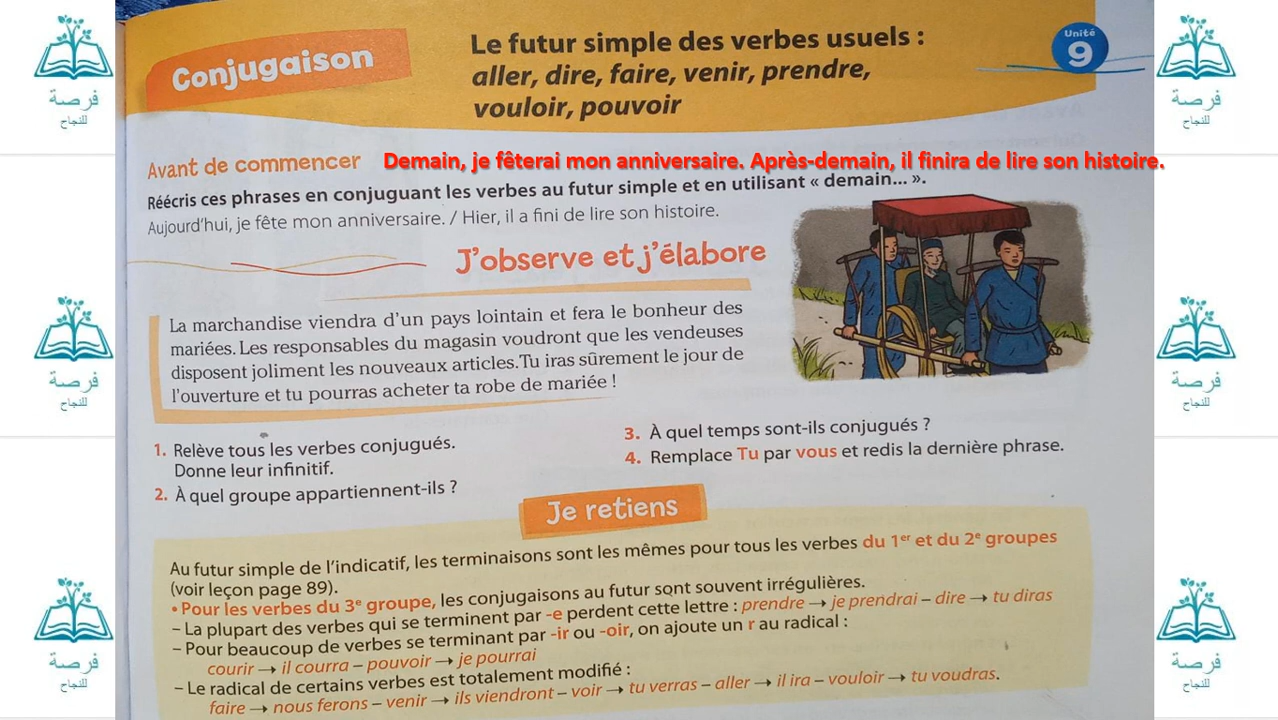 Conjugaison
Le futur simple des verbes usuels :
aller, dire, faire, venir, prendre,
vouloir, pouvoir
Unité
9
Avant de commencer
Demain, je fêterai mon anniversaire. Après-demain, il finira de lire son histoire.
Réécris ces phrases en conjuguant les verbes au futur simple et en utilisant « demain... ».
Aujourd'hui, je fête mon anniversaire. / Hier, il a fini de lire son histoire.
J'observe et j'élabore
La marchandise viendra d'un pays lointain et fera le bonheur des
mariées. Les responsables du magasin voudront que les vendeuses
disposent joliment les nouveaux articles. Tu iras sûrement le jour de
l'ouverture et tu pourras acheter ta robe de mariée !
1. Relève tous les verbes conjugués.
Donne leur infinitif.
2. À quel groupe appartiennent-ils ?
3. À quel temps sont-ils conjugués ?
4. Remplace Tu par vous et redis la dernière phrase.
Je retiens
Au futur simple de l'indicatif, les terminaisons sont les mêmes pour tous les verbes du 1er et du 2e groupes
(voir leçon page 89).
• Pour les verbes du 3e groupe, les conjugaisons au futur sont souvent irrégulières.
– La plupart des verbes qui se terminent par -e perdent cette lettre : prendre → je prendrai – dire → tu diras
– Pour beaucoup de verbes se terminant par -ir ou -oir, on ajoute un r au radical :
courir → il courra – pouvoir → je pourrai
– Le radical de certains verbes est totalement modifié :
faire → nous ferons – venir → ils viendront – voir → tu verras – aller → il ira – vouloir → tu voudras.
فرصة
للنجاح
فرصة
للنجاح
فرصة
للنجاح
فرصة
للنجاح
فرصة
للنجاح
فرصة
للنجاح